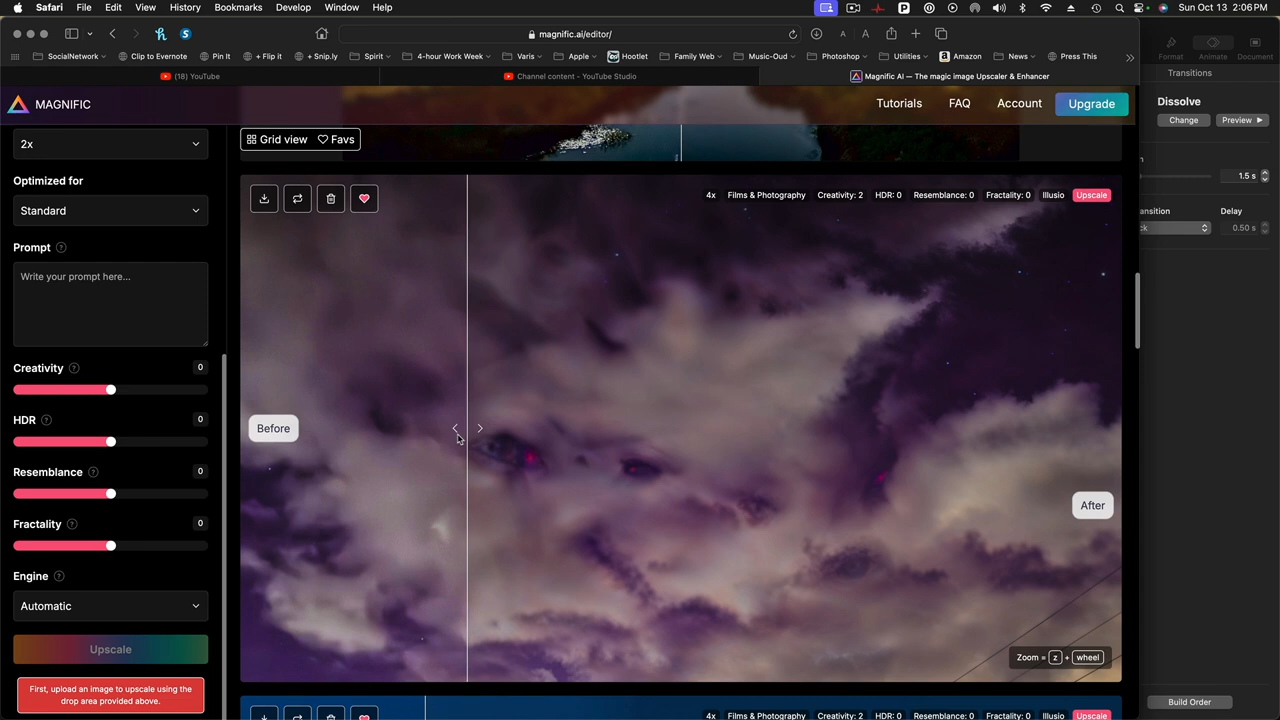 Safari File Edit View History Bookmarks Develop Window Help Sun Oct 13 2:06 PM
magnific.ai/editor/
SocialNetwork Clip to Evernote Pin It + Flip it + Snip.ly Spirit 4-hour Work Week Varis Apple Hootlet Family Web Music-Oud Photoshop Utilities Amazon News Press This
(18) YouTube Channel content - YouTube Studio Magnific AI — The magic image Upscaler & Enhancer
Format Animate Document
Transitions
MAGNIFIC Tutorials FAQ Account Upgrade
Dissolve
Change Preview
2x
Grid view Favs
1.5 s
Optimized for
Standard
4x Films & Photography Creativity: 2 HDR: 0 Resemblance: 0 Fractality: 0 Illusio Upscale
Delay
0.50 s
Prompt
Write your prompt here...
Creativity 0
HDR 0
Resemblance 0
Fractality 0
Before
After
Engine
Automatic
Upscale
Zoom = z + wheel
First, upload an image to upscale using the
drop area provided above.
Build Order
4x Films & Photography Creativity: 2 HDR: 0 Resemblance: 0 Fractality: 0 Illusio Upscale